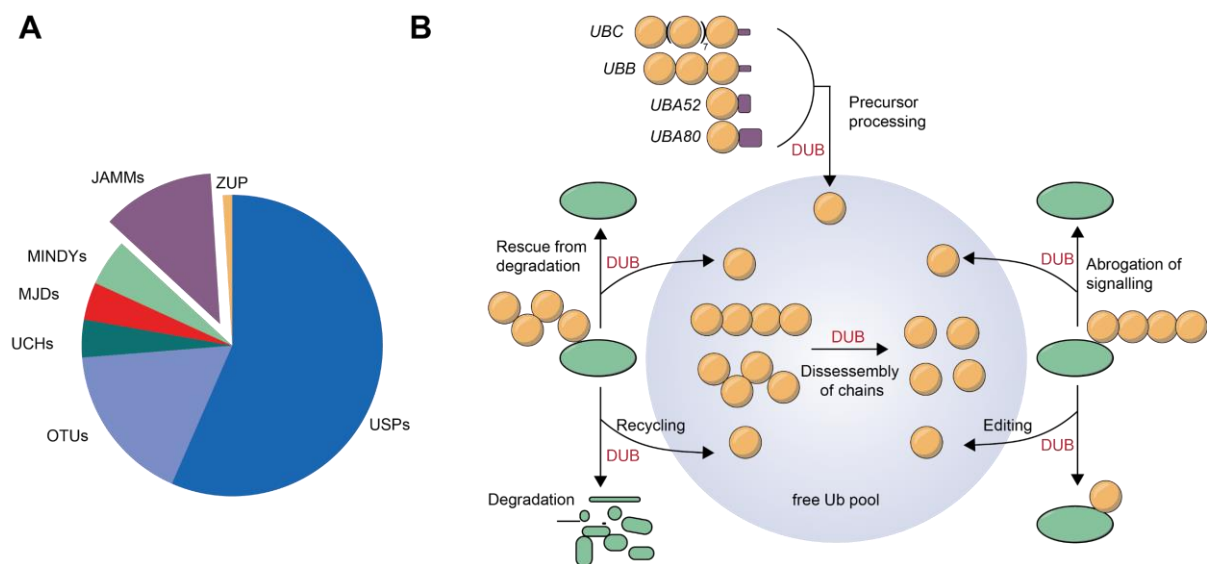 A
JAMMs
ZUP
MINDYs
MJDs
UCHs
OTUs
USPs
B
UBC
7
UBB
UBA52
UBA80
Precursor
processing
DUB
Rescue from
degradation
DUB
DUB
Abrogation of
signalling
DUB
Dissessembly
of chains
Recycling
DUB
Editing
DUB
Degradation
free Ub pool